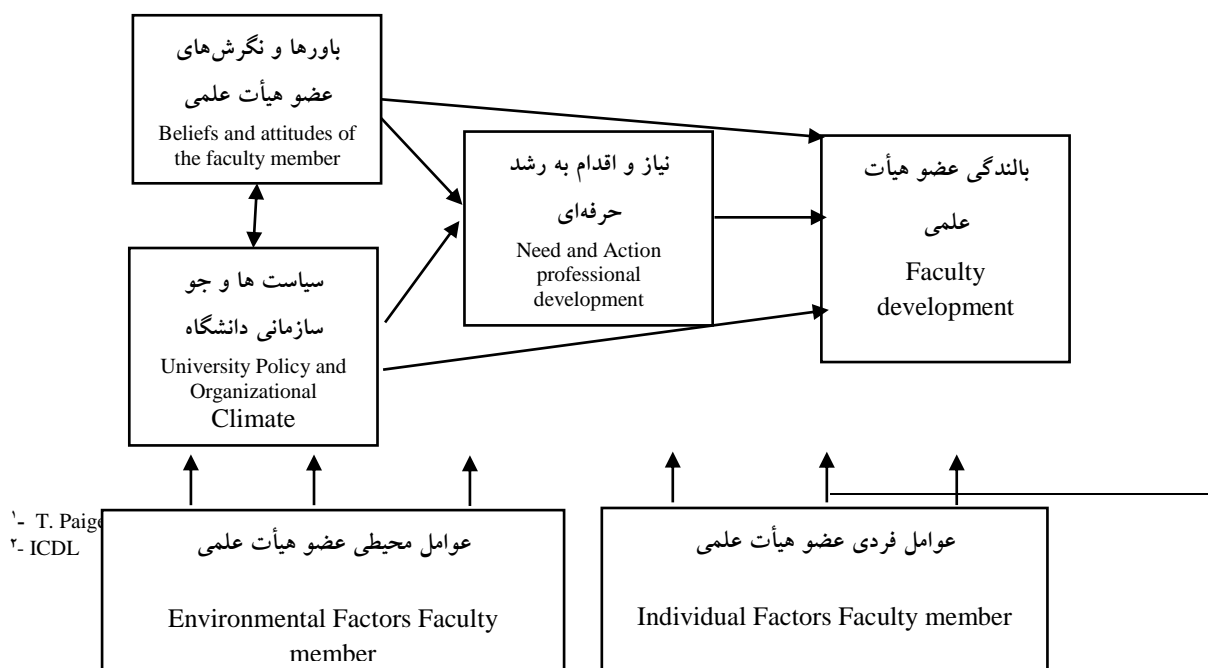 باورها و نگرش‌های
عضو هیأت علمی
Beliefs and attitudes of
the faculty member
نیاز و اقدام به رشد
حرفه‌ای
Need and Action
professional
development
بالندگی عضو هیأت
علمی
Faculty
development
سیاست ها و جو
سازمانی دانشگاه
University Policy and
Organizational
Climate
عوامل محیطی عضو هیأت علمی
Environmental Factors Faculty
member
عوامل فردی عضو هیأت علمی
Individual Factors Faculty member
۱- T. Paige
۲- ICDL